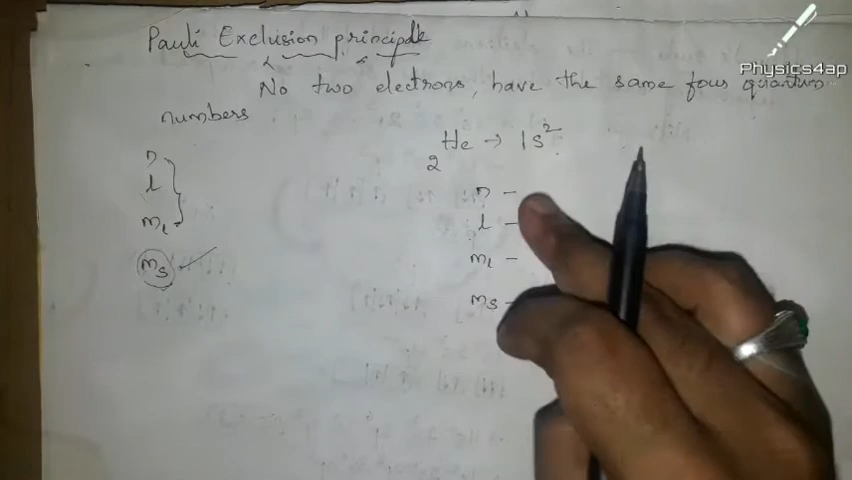 Physics4ap
Pauli Exclusion principle
No two electrons, have the same four quantum
numbers
n
l
mₗ
mₛ
₂He → 1s²
n –
l –
mₗ –
mₛ –